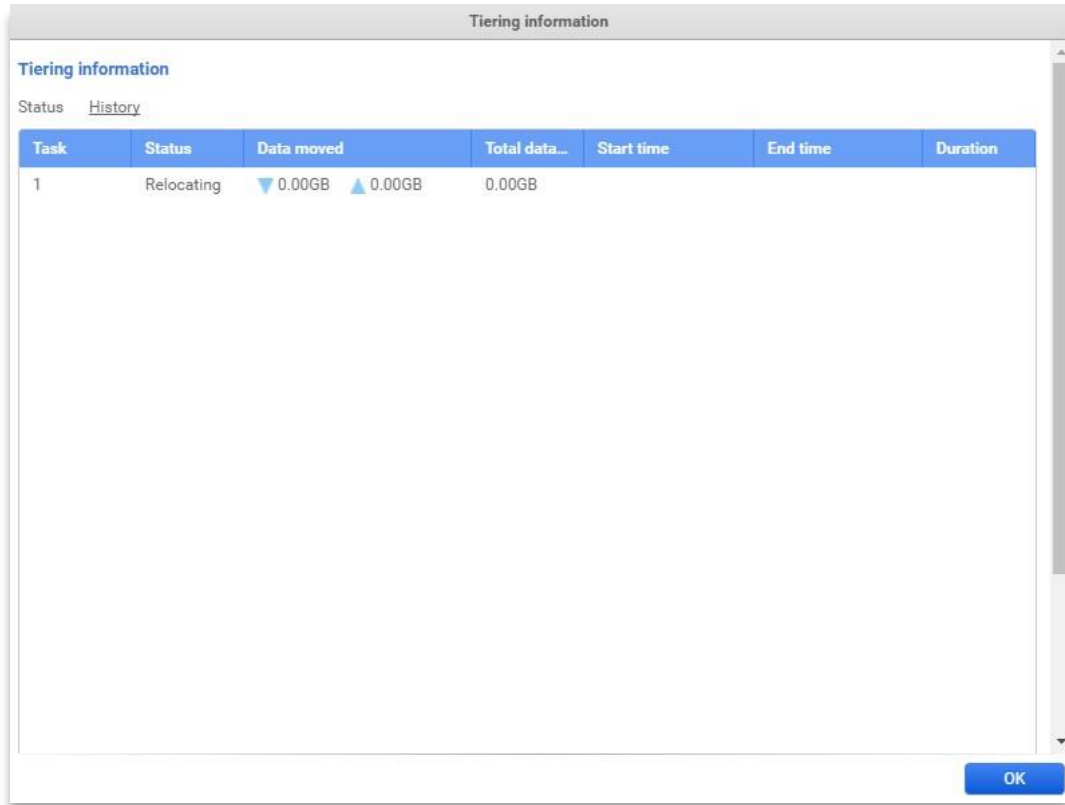 Tiering information
Tiering information
Status History
Task Status Data moved Total data... Start time End time Duration
1 Relocating 0.00GB 0.00GB 0.00GB
OK